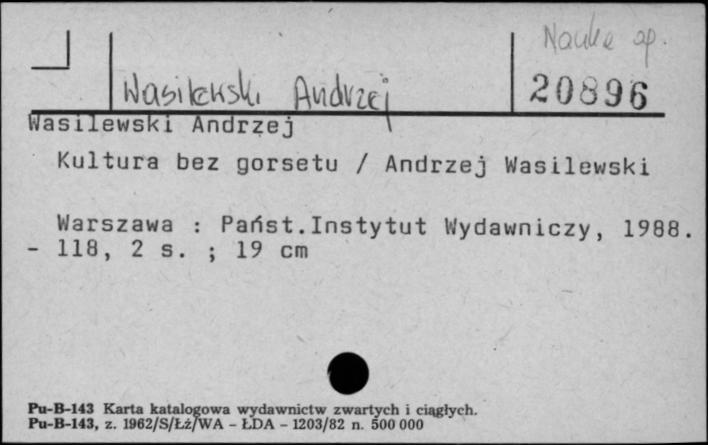 Nauka sp.
Wasilewski Andrzej
20896
Wasilewski Andrzej
Kultura bez gorsetu / Andrzej Wasilewski
Warszawa : Państ.Instytut Wydawniczy, 1988.
- 118, 2 s. ; 19 cm
Pu-B-143 Karta katalogowa wydawnictw zwartych i ciągłych.
Pu-B-143, z. 1962/S/Łż/WA - ŁDA - 1203/82 n. 500 000